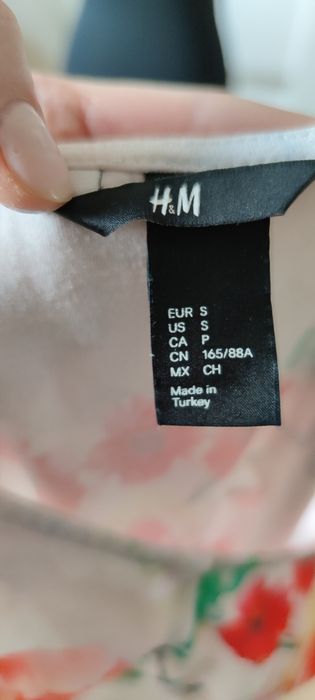 H&M
EUR S
US S
CA P
CN 165/88A
MX CH
Made in
Turkey